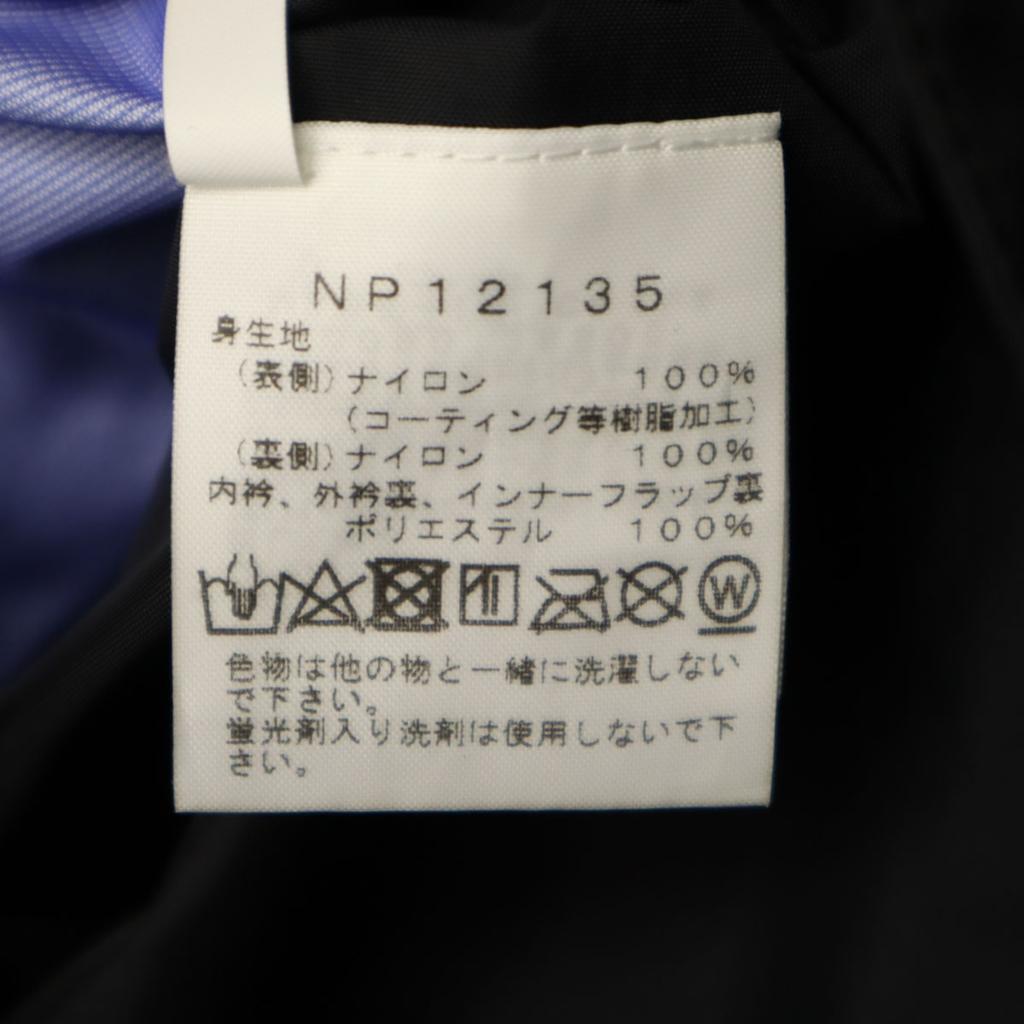 NP12135
身生地
(表側)ナイロン 100%
(コーティング等樹脂加工)
(裏側)ナイロン 100%
内衿、外衿裏、インナーフラップ裏
ポリエステル 100%
W
色物は他の物と一緒に洗濯しない
で下さい。
蛍光剤入り洗剤は使用しないで下
さい。